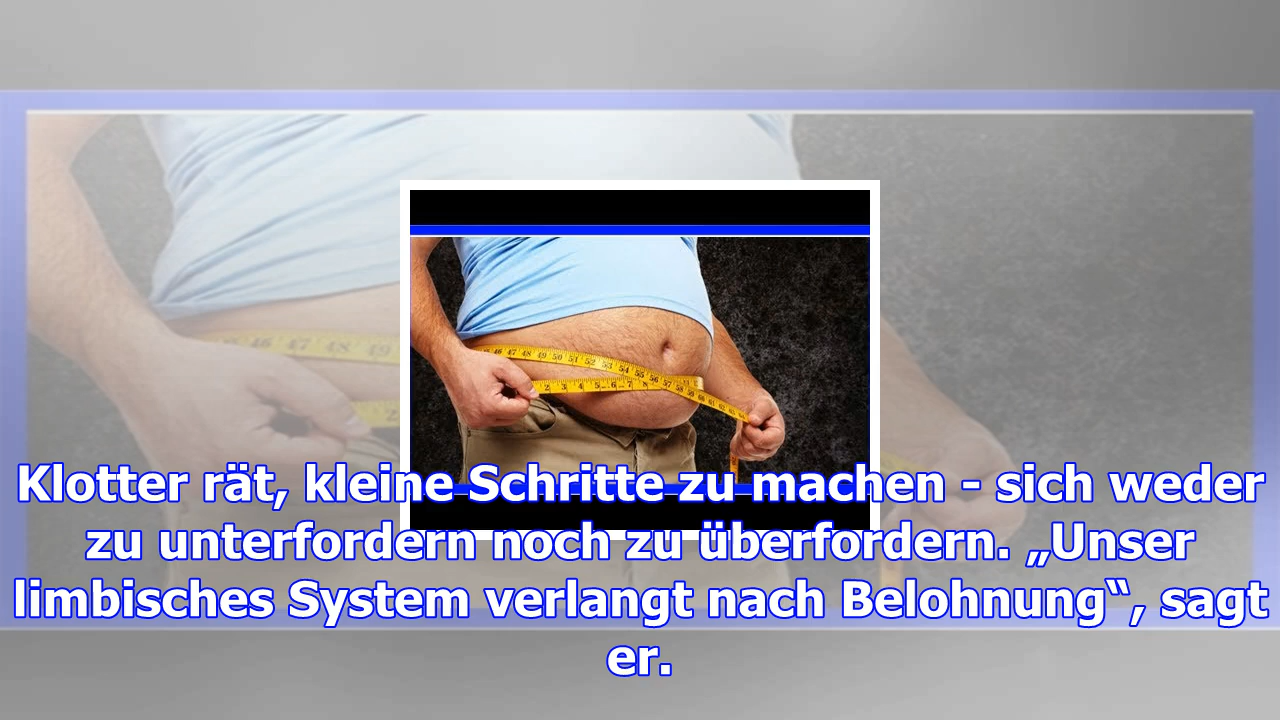 Klotter rät, kleine Schritte zu machen - sich weder
zu unterfordern noch zu überfordern. „Unser
limbisches System verlangt nach Belohnung“, sagt
er.